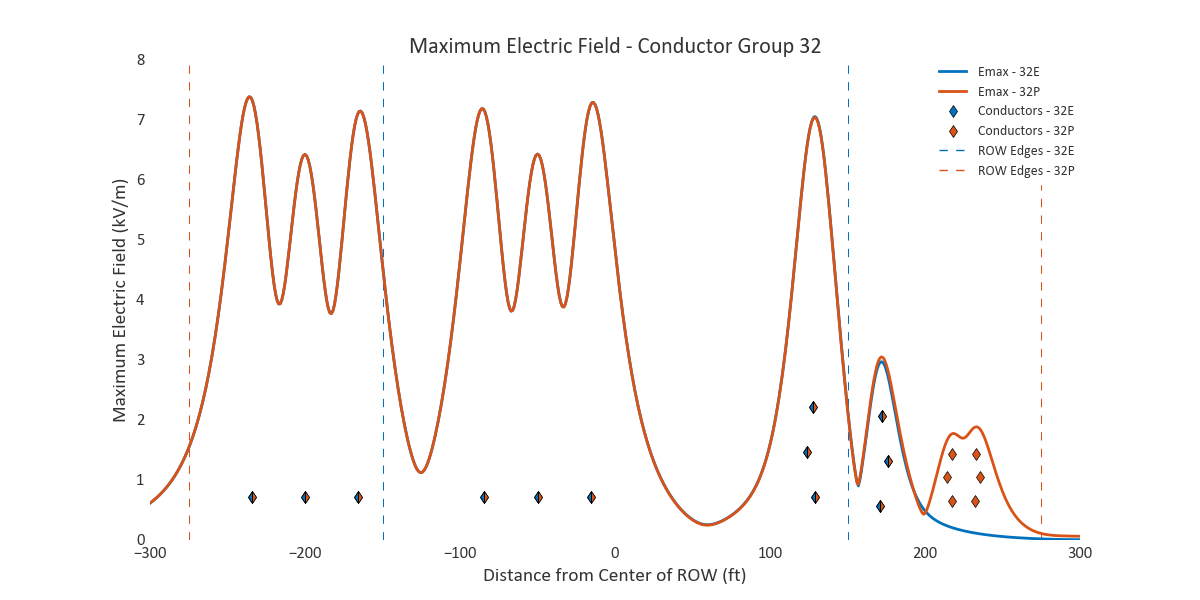 Maximum Electric Field - Conductor Group 32
Emax - 32E
Emax - 32P
Conductors - 32E
Conductors - 32P
ROW Edges - 32E
ROW Edges - 32P
Maximum Electric Field (kV/m)
8
7
6
5
4
3
2
1
0
−300
−200
−100
0
100
200
300
Distance from Center of ROW (ft)